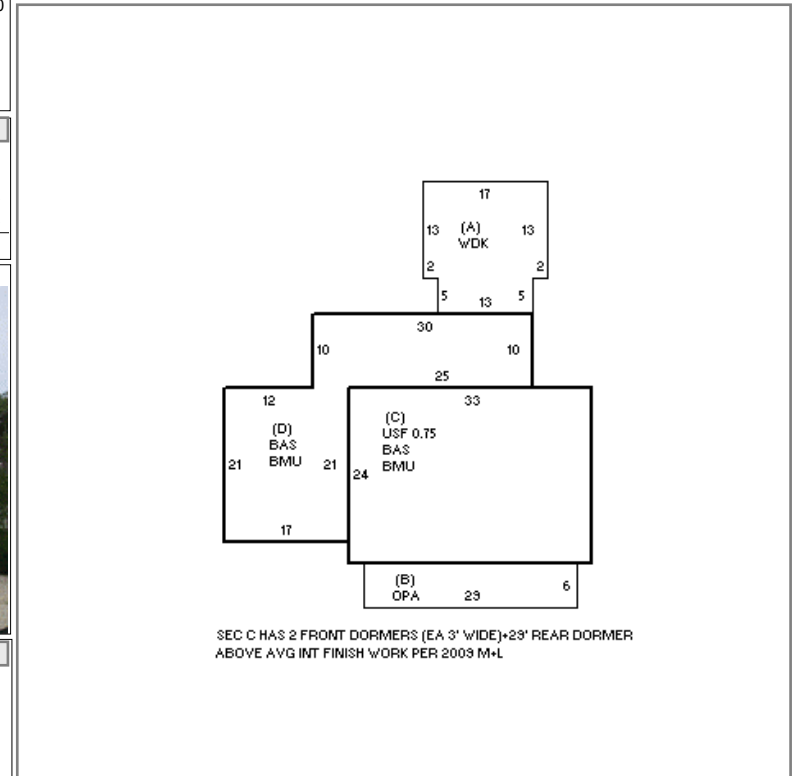 17
13 (A) 13
WDK
2 2
5 13 5
30
10 10
25
12 33
(C)
(D) USF 0.75
BAS BAS
21 BMU 21 BMU
24
17
(B) 6
OPA 29
SEC C HAS 2 FRONT DORMERS (EA 3' WIDE)+29' REAR DORMER
ABOVE AVG INT FINISH WORK PER 2009 M+L